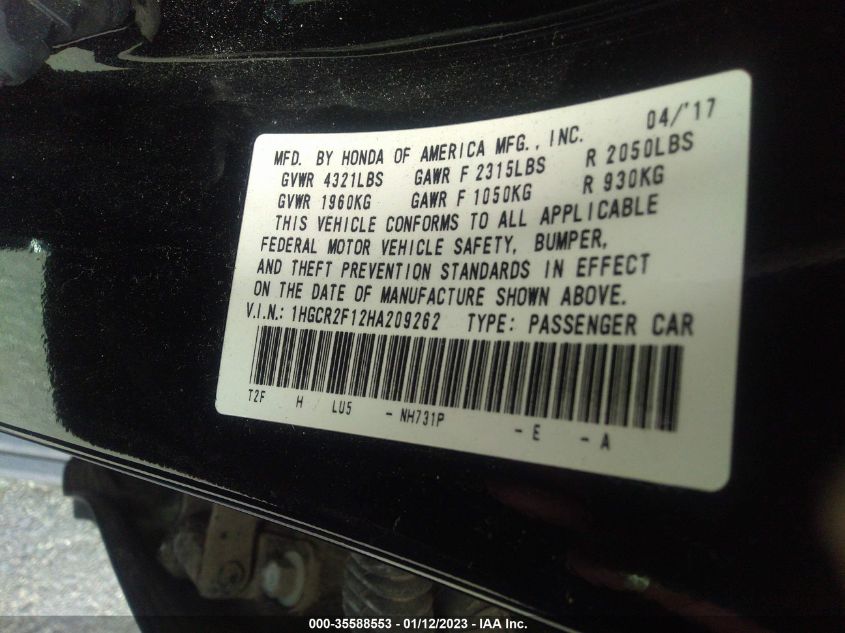 04/'17
MFD. BY HONDA OF AMERICA MFG., INC.
GVWR 4321LBS GAWR F 2315LBS R 2050LBS
GVWR 1960KG GAWR F 1050KG R 930KG
THIS VEHICLE CONFORMS TO ALL APPLICABLE
FEDERAL MOTOR VEHICLE SAFETY, BUMPER,
AND THEFT PREVENTION STANDARDS IN EFFECT
ON THE DATE OF MANUFACTURE SHOWN ABOVE.
V.I.N.: 1HGCR2F12HA209262 TYPE: PASSENGER CAR
T2F H LU5 - NH731P - E - A
000-35588553 - 01/12/2023 - IAA Inc.